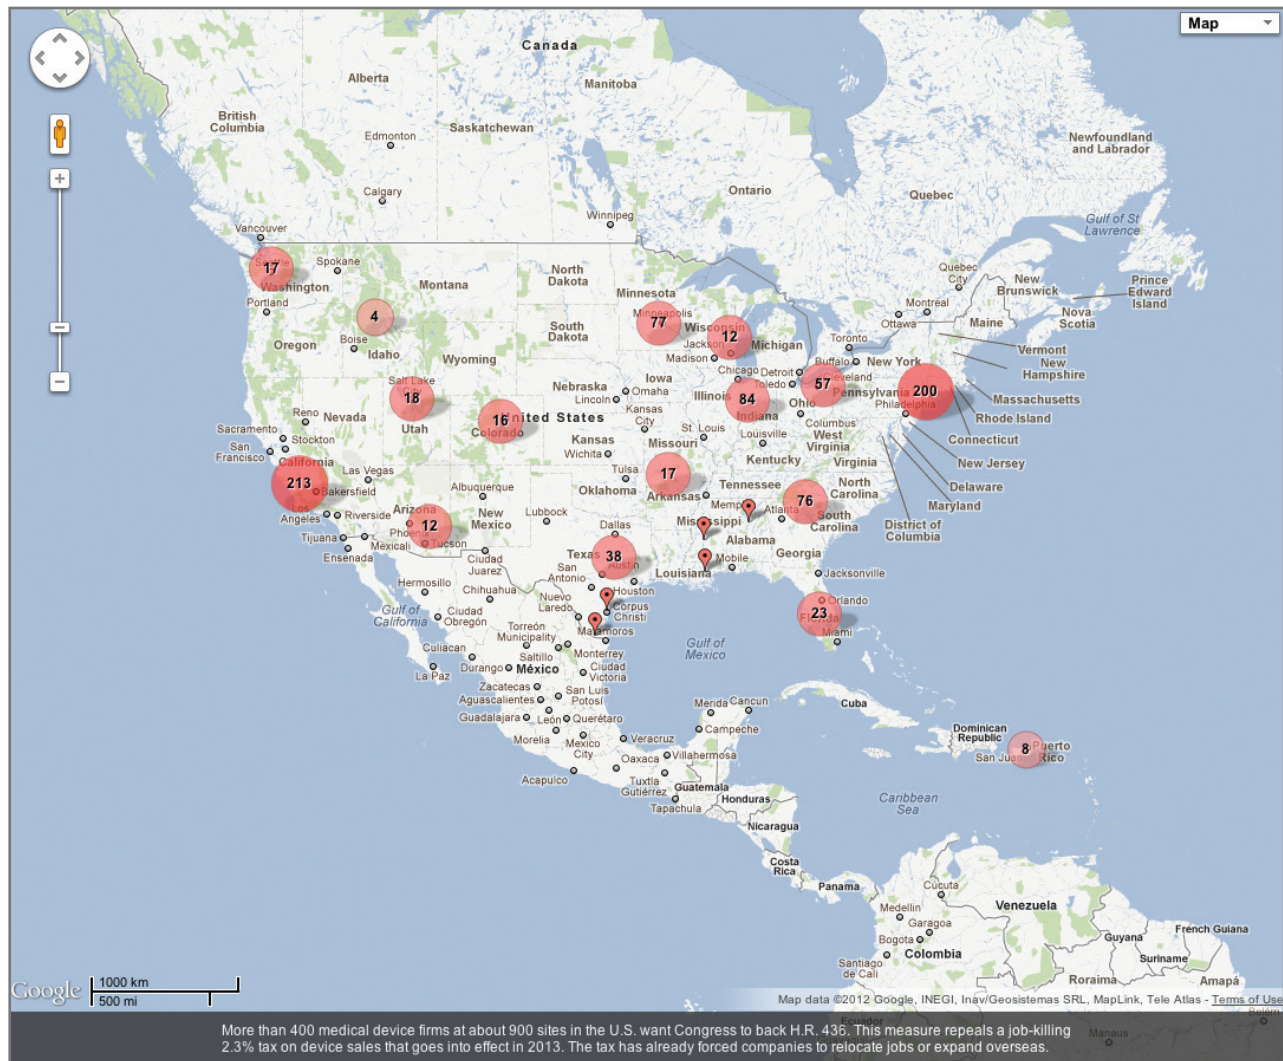 Map
Canada
Alberta
Manitoba
British
Columbia
Saskatchewan
Edmonton
Newfoundland
and Labrador
Calgary
Ontario
Quebec
Winnipeg
Gulf of St
Lawrence
Vancouver
Seattle
17
Washington
Spokane
Montana
North
Dakota
Minnesota
Quebec
City
New
Brunswick
Prince
Edward
Island
Montreal
Ottawa
Maine
Nova
Scotia
Portland
4
Oregon
Boise
Idaho
South
Dakota
Minneapolis
77
Wisconsin
12
Jackson
Madison
Michigan
Toronto
Vermont
New
Hampshire
Wyoming
Buffalo
New York
Chicago
Detroit
Toledo
Cleveland
57
Pennsylvania
200
Philadelphia
Massachusetts
Rhode Island
Connecticut
New Jersey
Delaware
Maryland
District of
Columbia
Salt Lake
18
Utah
Nebraska
Lincoln
Omaha
Iowa
Illinois
84
Indiana
Ohio
Columbus
West
Virginia
Virginia
Reno
Nevada
Sacramento
Stockton
San
Francisco
California
16
Colorado
United States
Kansas
City
Kansas
Wichita
Missouri
St Louis
Louisville
Kentucky
Las Vegas
213
Bakersfield
Los
Angeles
Riverside
Albuquerque
Tulsa
Oklahoma
17
Arkansas
Tennessee
Memp
North
Carolina
76
South
Carolina
Arizona
12
Phoenix
Tucson
New
Mexico
Lubbock
Dallas
Mississippi
Atlanta
Alabama
Georgia
Tijuana
Mexicali
Ensenada
Ciudad
Juarez
Texas
38
Austin
San
Antonio
Houston
Louisiana
Mobile
Jacksonville
Hermosillo
Chihuahua
Gulf of
California
Ciudad
Obregón
Nuevo
Laredo
Corpus
Christi
Orlando
23
Florida
Miami
Culiacan
Torreón
Municipality
Matamoros
Saltillo
Monterrey
Gulf of
Mexico
La Paz
Durango
México
Ciudad
Victoria
Zacatecas
Aguascalientes
San Luis
Potosí
Guadalajara
León
Querétaro
Morelia
Mexico
City
Veracruz
Merida
Cancun
Campeche
Cuba
Oaxaca
Villahermosa
Acapulco
Tuxtla
Gutiérrez
Tapachula
Guatemala
Honduras
Nicaragua
Costa
Rica
Panama
Dominican
Republic
San Juan
8
Puerto
Rico
Caribbean
Sea
Cúcuta
Medellin
Garagoa
Bogota
Colombia
Venezuela
Santiago
de Cali
Guyana
French Guiana
Suriname
Roraima
Amapá
Google
1000 km
500 mi
Map data ©2012 Google, INEGI, Inav/Geosistemas SRL, MapLink, Tele Atlas - Terms of Use
Ecuador
Manaus
Belém
More than 400 medical device firms at about 900 sites in the U.S. want Congress to back H.R. 436. This measure repeals a job-killing
2.3% tax on device sales that goes into effect in 2013. The tax has already forced companies to relocate jobs or expand overseas.